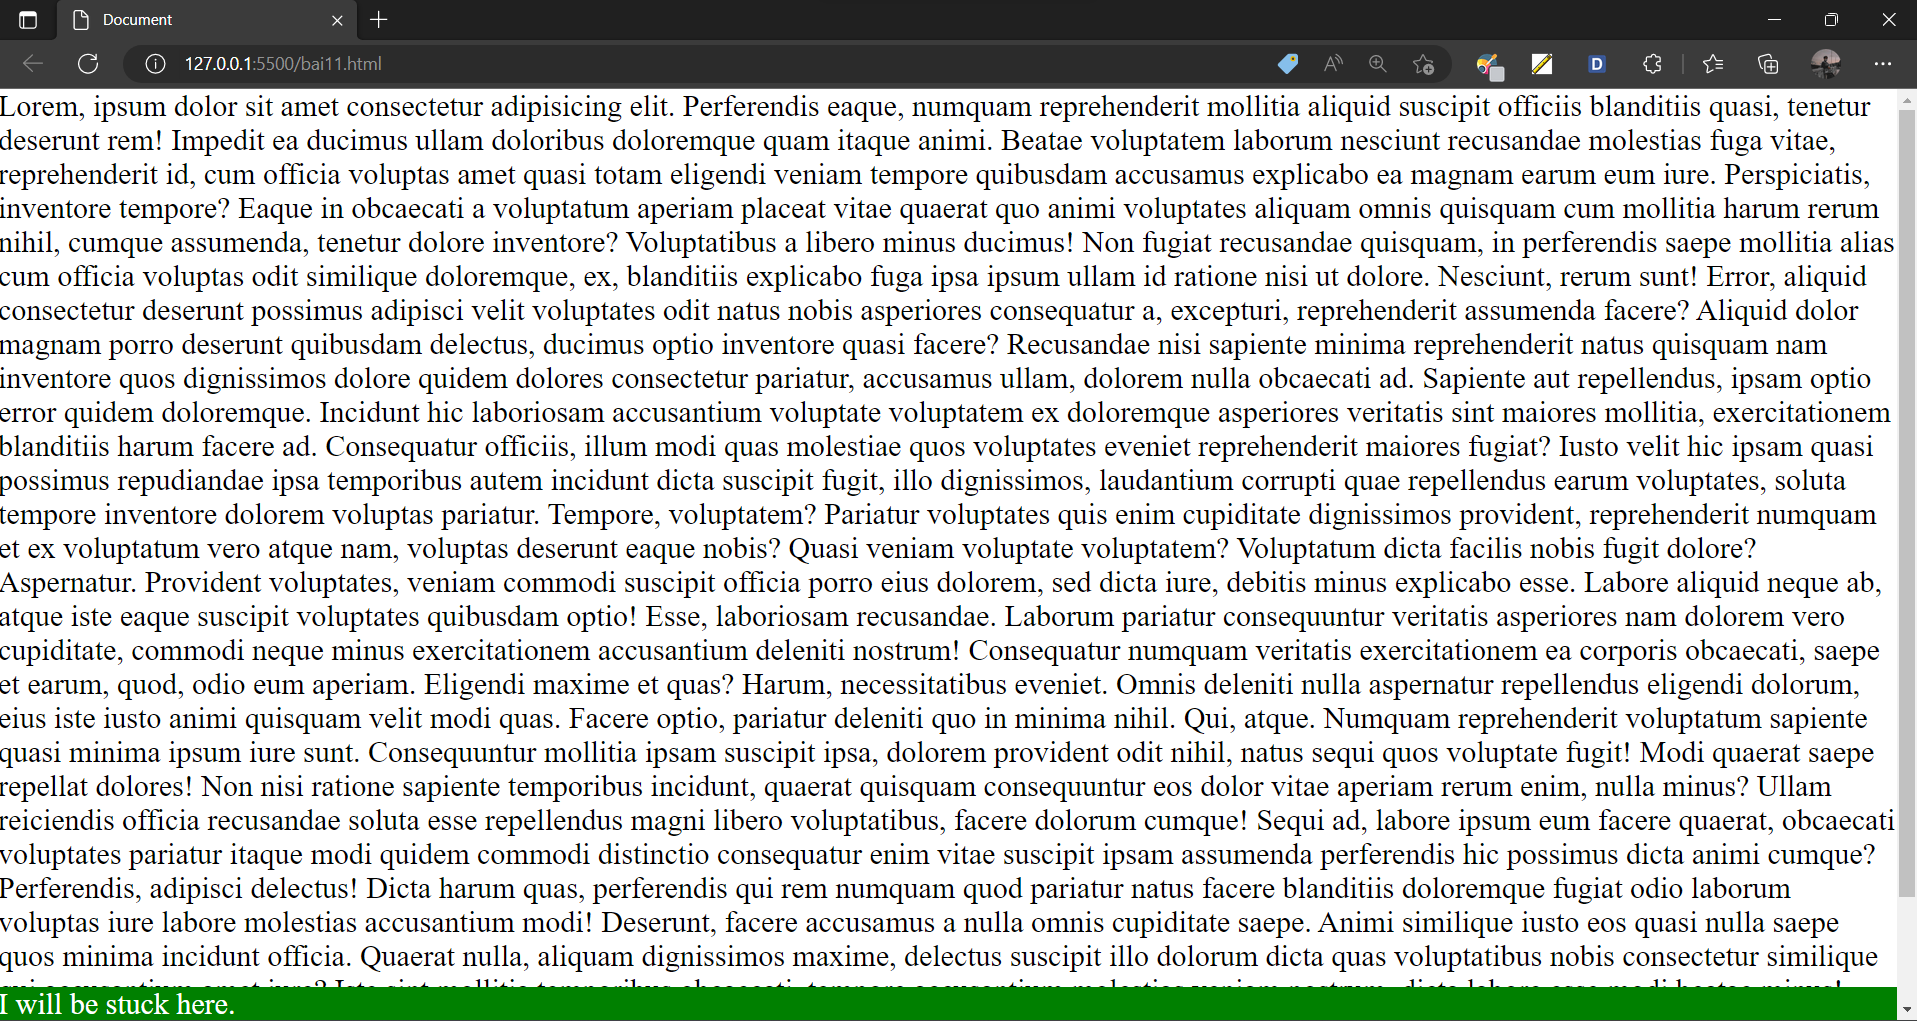 Document
127.0.0.1:5500/bai11.html
Lorem, ipsum dolor sit amet consectetur adipisicing elit. Perferendis eaque, numquam reprehenderit mollitia aliquid suscipit officiis blanditiis quasi, tenetur
deserunt rem! Impedit ea ducimus ullam doloribus doloremque quam itaque animi. Beatae voluptatem laborum nesciunt recusandae molestias fuga vitae,
reprehenderit id, cum officia voluptas amet quasi totam eligendi veniam tempore quibusdam accusamus explicabo ea magnam earum eum iure. Perspiciatis,
inventore tempore? Eaque in obcaecati a voluptatum aperiam placeat vitae quaerat quo animi voluptates aliquam omnis quisquam cum mollitia harum rerum
nihil, cumque assumenda, tenetur dolore inventore? Voluptatibus a libero minus ducimus! Non fugiat recusandae quisquam, in perferendis saepe mollitia alias
cum officia voluptas odit similique doloremque, ex, blanditiis explicabo fuga ipsa ipsum ullam id ratione nisi ut dolore. Nesciunt, rerum sunt! Error, aliquid
consectetur deserunt possimus adipisci velit voluptates odit natus nobis asperiores consequatur a, excepturi, reprehenderit assumenda facere? Aliquid dolor
magnam porro deserunt quibusdam delectus, ducimus optio inventore quasi facere? Recusandae nisi sapiente minima reprehenderit natus quisquam nam
inventore quos dignissimos dolore quidem dolores consectetur pariatur, accusamus ullam, dolorem nulla obcaecati ad. Sapiente aut repellendus, ipsam optio
error quidem doloremque. Incidunt hic laboriosam accusantium voluptate voluptatem ex doloremque asperiores veritatis sint maiores mollitia, exercitationem
blanditiis harum facere ad. Consequatur officiis, illum modi quas molestiae quos voluptates eveniet reprehenderit maiores fugiat? Iusto velit hic ipsam quasi
possimus repudiandae ipsa temporibus autem incidunt dicta suscipit fugit, illo dignissimos, laudantium corrupti quae repellendus earum voluptates, soluta
tempore inventore dolorem voluptas pariatur. Tempore, voluptatem? Pariatur voluptates quis enim cupiditate dignissimos provident, reprehenderit numquam
et ex voluptatum vero atque nam, voluptas deserunt eaque nobis? Quasi veniam voluptate voluptatem? Voluptatum dicta facilis nobis fugit dolore?
Aspernatur. Provident voluptates, veniam commodi suscipit officia porro eius dolorem, sed dicta iure, debitis minus explicabo esse. Labore aliquid neque ab,
atque iste eaque suscipit voluptates quibusdam optio! Esse, laboriosam recusandae. Laborum pariatur consequuntur veritatis asperiores nam dolorem vero
cupiditate, commodi neque minus exercitationem accusantium deleniti nostrum! Consequatur numquam veritatis exercitationem ea corporis obcaecati, saepe
et earum, quod, odio eum aperiam. Eligendi maxime et quas? Harum, necessitatibus eveniet. Omnis deleniti nulla aspernatur repellendus eligendi dolorum,
eius iste iusto animi quisquam velit modi quas. Facere optio, pariatur deleniti quo in minima nihil. Qui, atque. Numquam reprehenderit voluptatum sapiente
quasi minima ipsum iure sunt. Consequuntur mollitia ipsam suscipit ipsa, dolorem provident odit nihil, natus sequi quos voluptate fugit! Modi quaerat saepe
repellat dolores! Non nisi ratione sapiente temporibus incidunt, quaerat quisquam consequuntur eos dolor vitae aperiam rerum enim, nulla minus? Ullam
reiciendis officia recusandae soluta esse repellendus magni libero voluptatibus, facere dolorum cumque! Sequi ad, labore ipsum eum facere quaerat, obcaecati
voluptates pariatur itaque modi quidem commodi distinctio consequatur enim vitae suscipit ipsam assumenda perferendis hic possimus dicta animi cumque?
Perferendis, adipisci delectus! Dicta harum quas, perferendis qui rem numquam quod pariatur natus facere blanditiis doloremque fugiat odio laborum
voluptas iure labore molestias accusantium modi! Deserunt, facere accusamus a nulla omnis cupiditate saepe. Animi similique iusto eos quasi nulla saepe
quos minima incidunt officia. Quaerat nulla, aliquam dignissimos maxime, delectus suscipit illo dolorum dicta quas voluptatibus nobis consectetur similique
I will be stuck here.